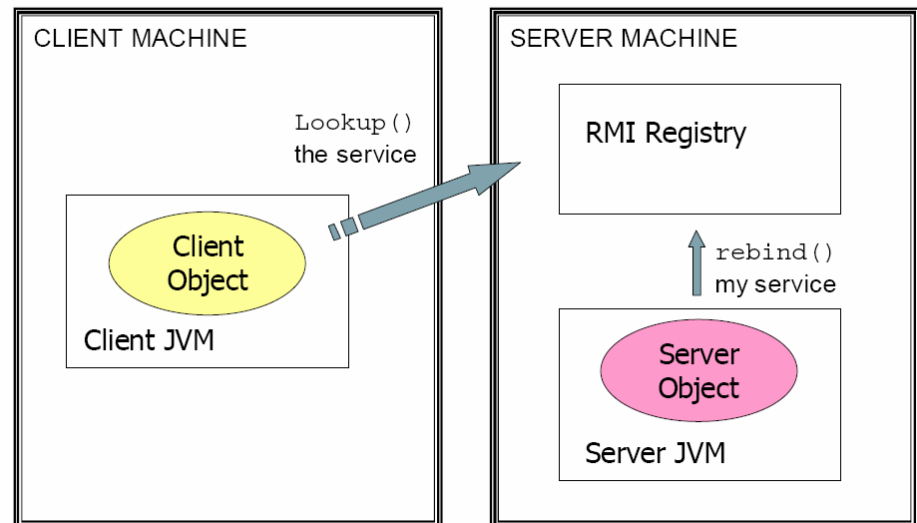 CLIENT MACHINE
Lookup()
the service
Client
Object
Client JVM
SERVER MACHINE
RMI Registry
rebind()
my service
Server
Object
Server JVM